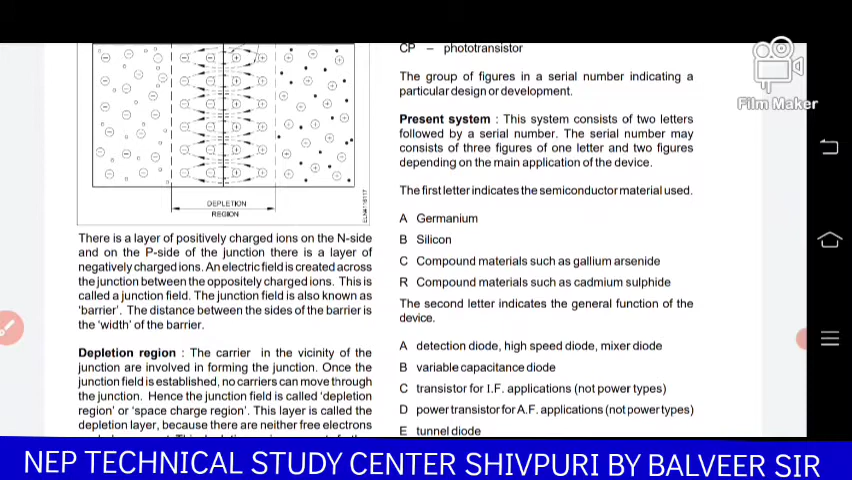 DEPLETION
REGION
There is a layer of positively charged ions on the N-side
and on the P-side of the junction there is a layer of
negatively charged ions. An electric field is created across
the junction between the oppositely charged ions. This is
called a junction field. The junction field is also known as
'barrier'. The distance between the sides of the barrier is
the 'width' of the barrier.
Depletion region : The carrier in the vicinity of the
junction are involved in forming the junction. Once the
junction field is established, no carriers can move through
the junction. Hence the junction field is called 'depletion
region' or 'space charge region'. This layer is called the
depletion layer, because there are neither free electrons
CP – phototransistor
The group of figures in a serial number indicating a
particular design or development.
Present system : This system consists of two letters
followed by a serial number. The serial number may
consists of three figures of one letter and two figures
depending on the main application of the device.
The first letter indicates the semiconductor material used.
A Germanium
B Silicon
C Compound materials such as gallium arsenide
R Compound materials such as cadmium sulphide
The second letter indicates the general function of the
device.
A detection diode, high speed diode, mixer diode
B variable capacitance diode
C transistor for I.F. applications (not power types)
D power transistor for A.F. applications (not power types)
E tunnel diode
Film Maker
NEP TECHNICAL STUDY CENTER SHIVPURI BY BALVEER SIR